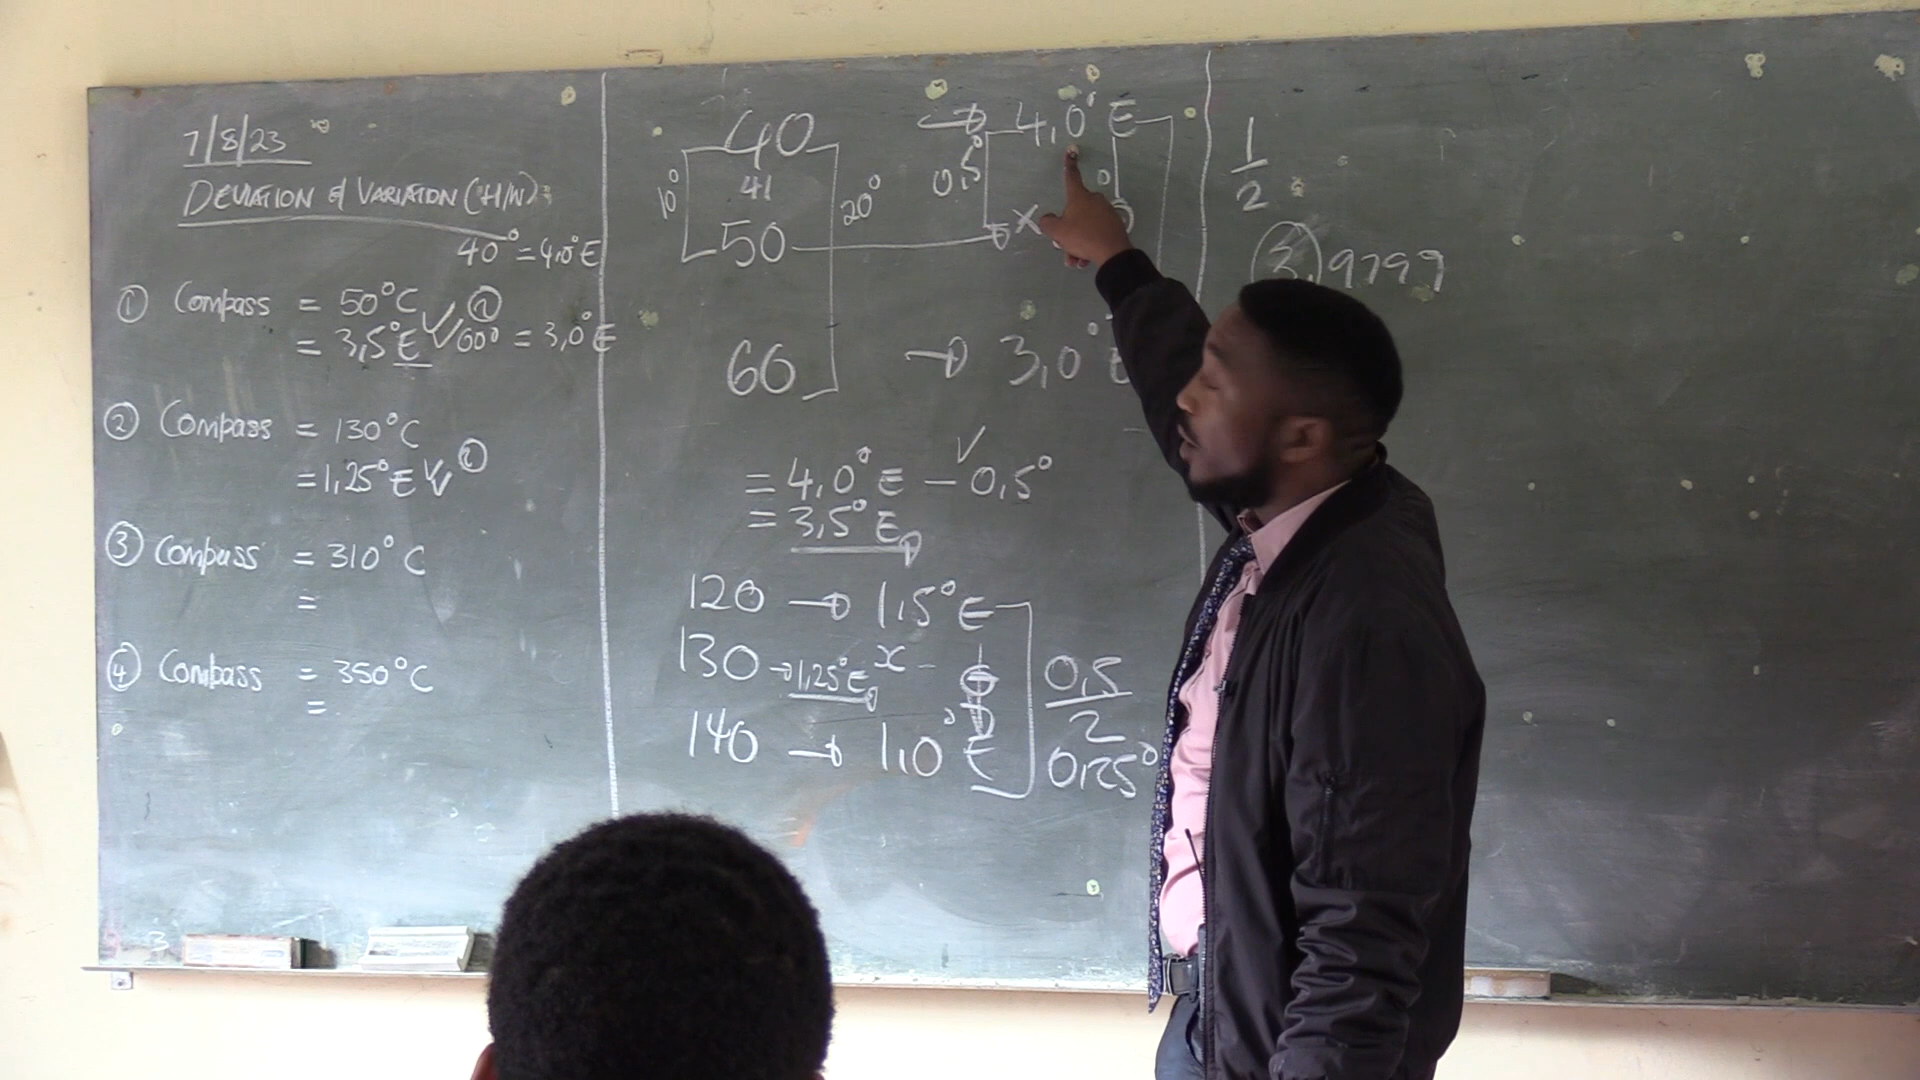 7/8/23
DEVIATION & VARIATION (H/W):
40° = 4,0°E
① Compass = 50°C ②
= 3,5°E 60° = 3,0°E
② Compass = 130°C
= 1,25°E
③ Compass = 310°C
=
④ Compass = 350°C
=
3
40 → 4,0°E
10° 41 20° 0,5°
50 x
60 → 3,0°E
= 4,0°E - 0,5°
= 3,5°E
120 → 1,5°E
130 → 1,25°E x
140 → 1,0°E
0,5
2
0,25°
1
2
3,9799